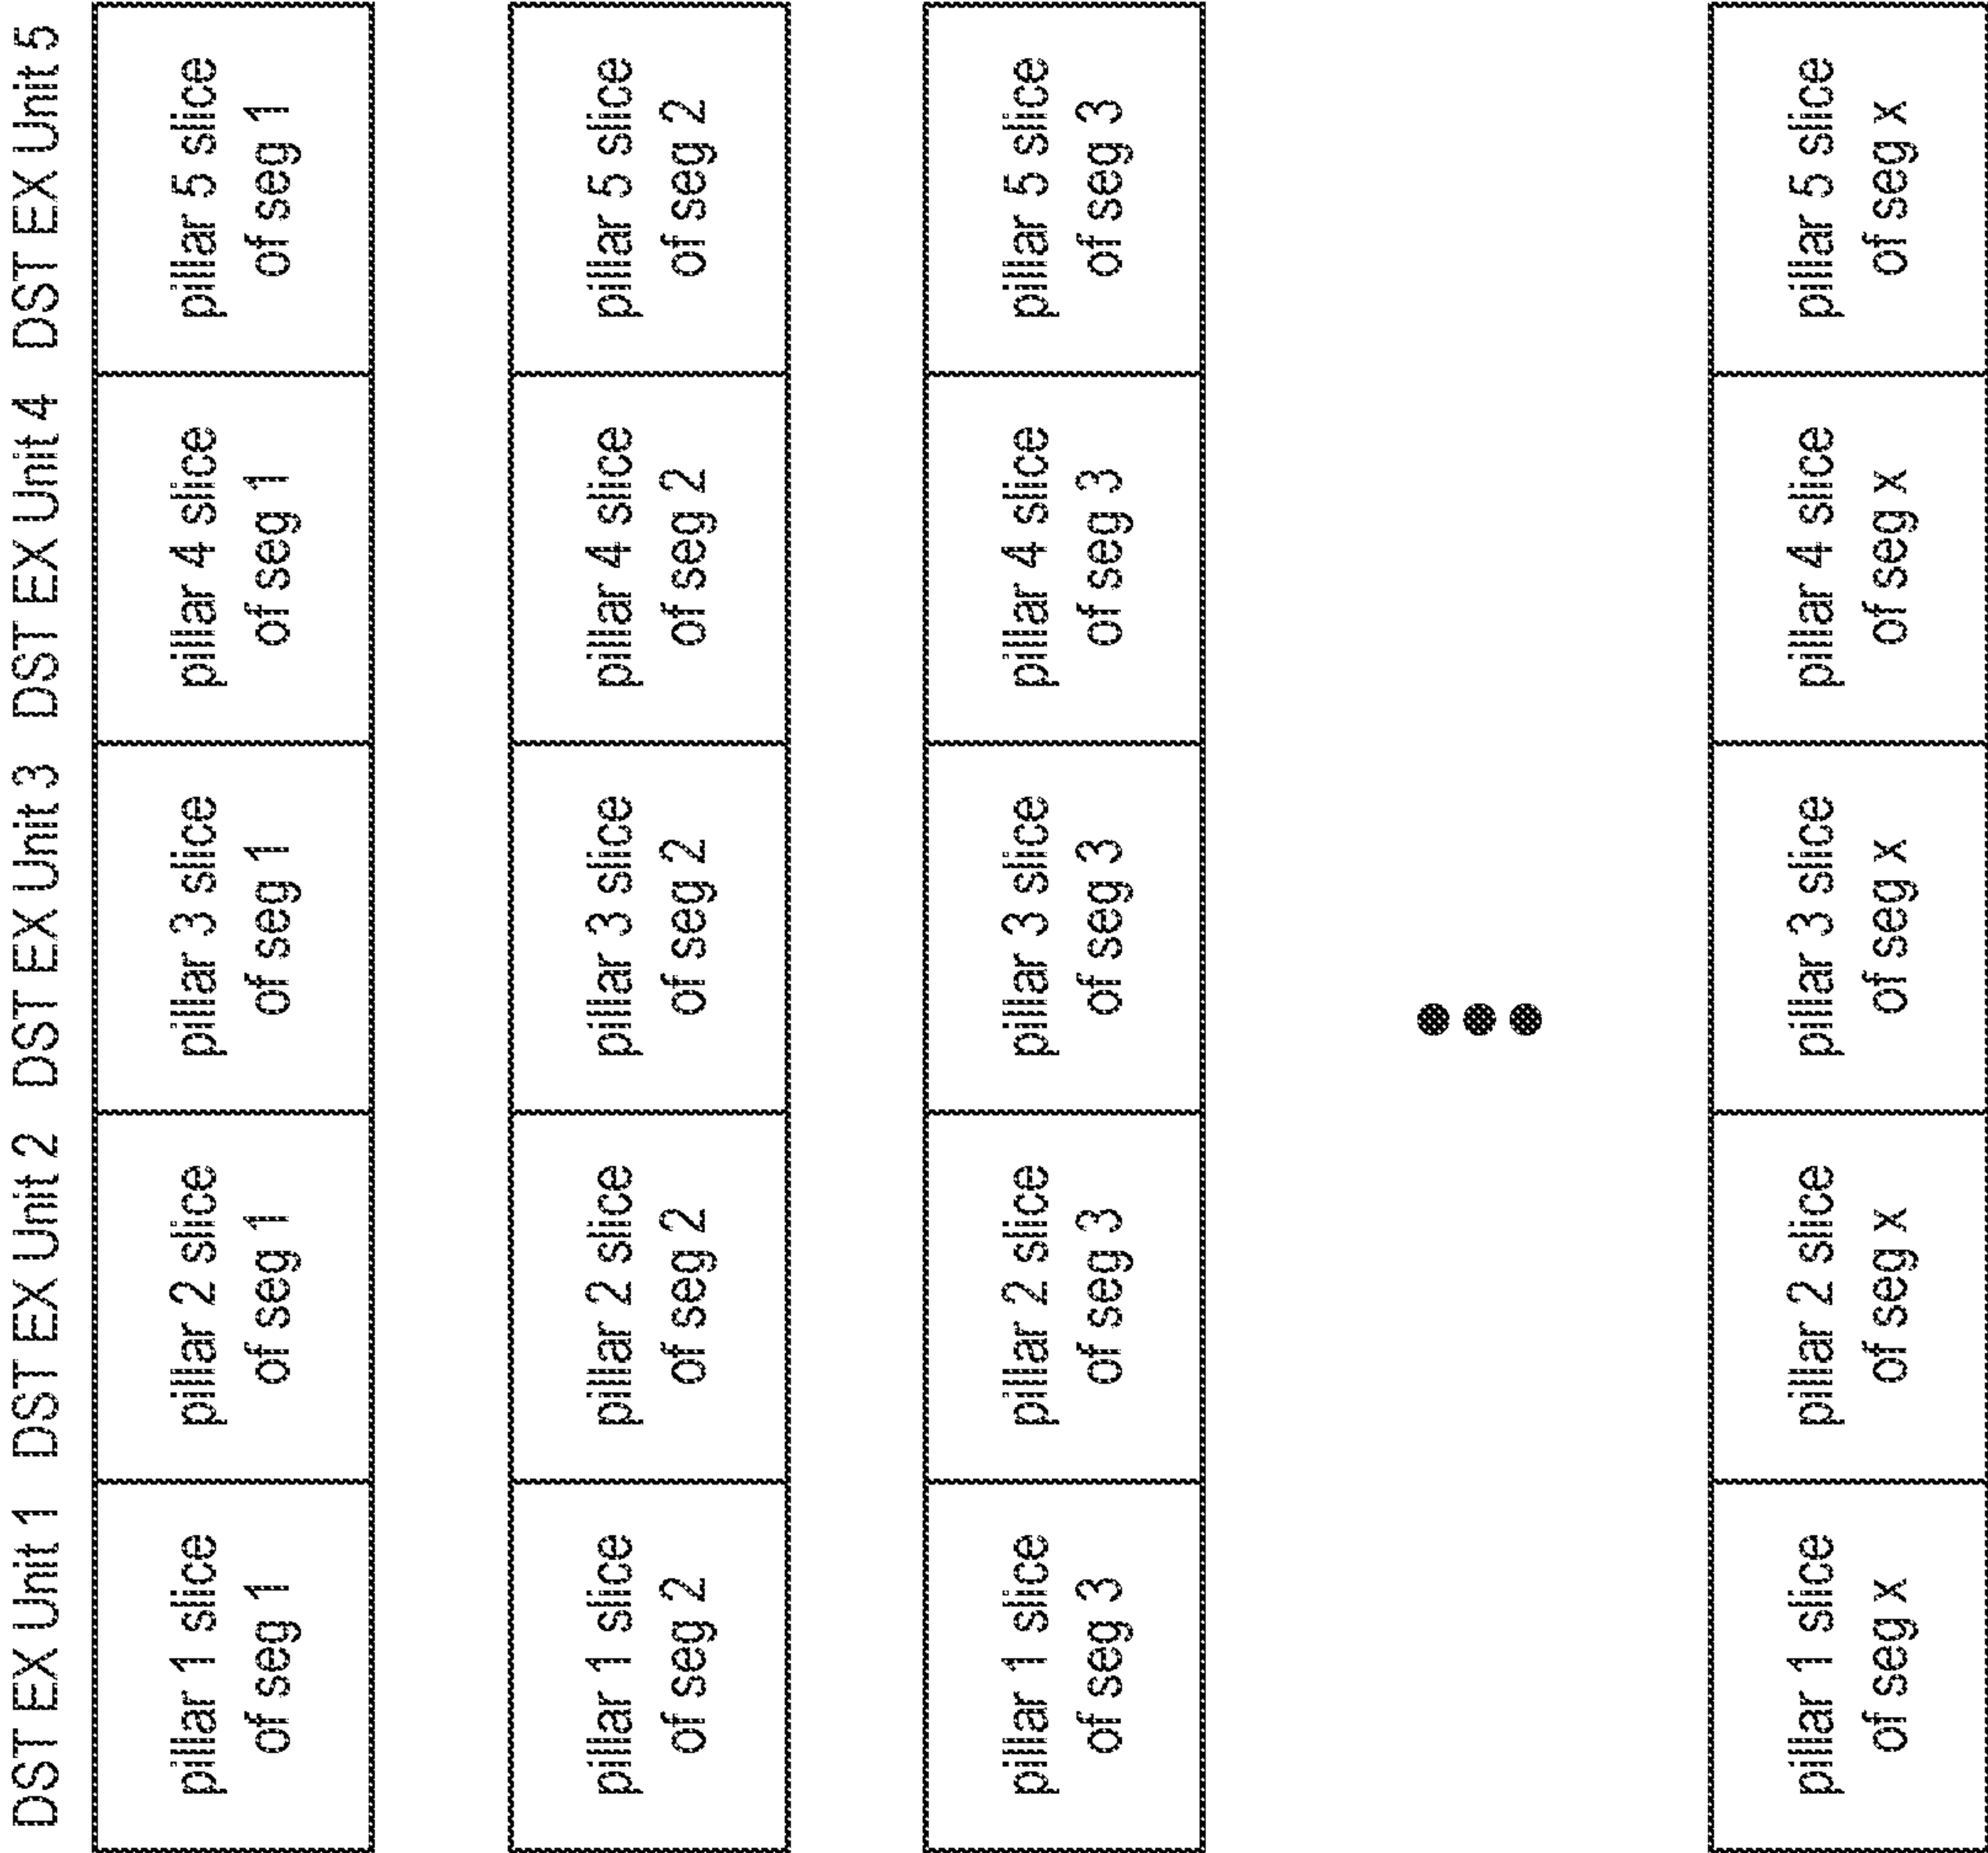 DST EX Unit 1 DST EX Unit 2 DST EX Unit 3 DST EX Unit 4 DST EX Unit 5
pillar 1 slice
of seg 1
pillar 2 slice
of seg 1
pillar 3 slice
of seg 1
pillar 4 slice
of seg 1
pillar 5 slice
of seg 1
pillar 1 slice
of seg 2
pillar 2 slice
of seg 2
pillar 3 slice
of seg 2
pillar 4 slice
of seg 2
pillar 5 slice
of seg 2
pillar 1 slice
of seg 3
pillar 2 slice
of seg 3
pillar 3 slice
of seg 3
pillar 4 slice
of seg 3
pillar 5 slice
of seg 3
pillar 1 slice
of seg x
pillar 2 slice
of seg x
pillar 3 slice
of seg x
pillar 4 slice
of seg x
pillar 5 slice
of seg x